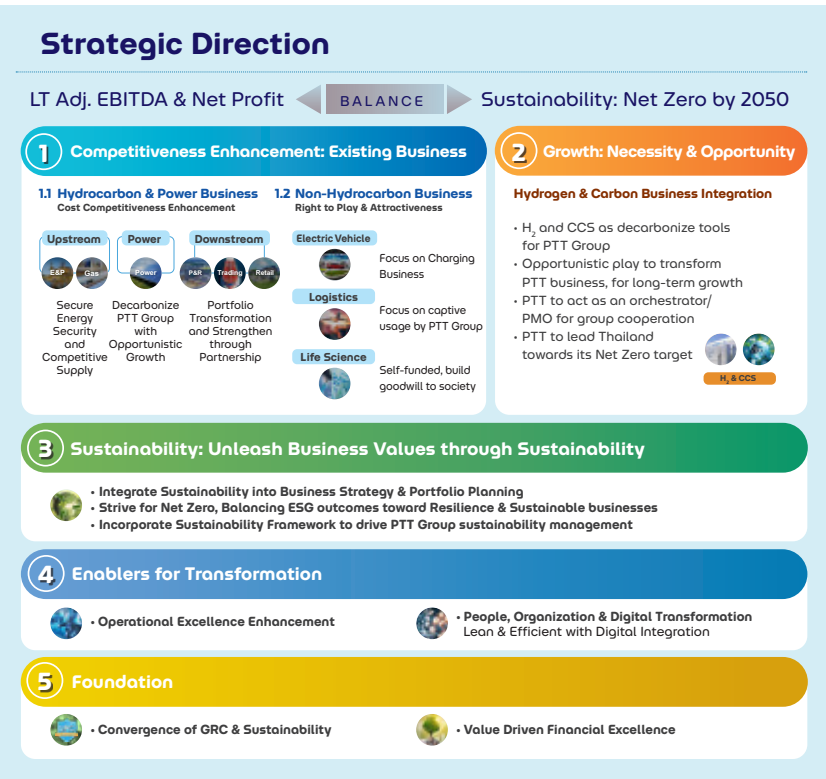 Strategic Direction
LT Adj. EBITDA & Net Profit
BALANCE
Sustainability: Net Zero by 2050
1 Competitiveness Enhancement: Existing Business
1.1 Hydrocarbon & Power Business
Cost Competitiveness Enhancement
Upstream
E&P
Gas
Secure
Energy
Security
and
Competitive
Supply
Power
Power
Decarbonize
PTT Group
with
Opportunistic
Growth
Downstream
P&R
Trading
Retail
Portfolio
Transformation
and Strengthen
through
Partnership
1.2 Non-Hydrocarbon Business
Right to Play & Attractiveness
Electric Vehicle
Focus on Charging
Business
Logistics
Focus on captive
usage by PTT Group
Life Science
Self-funded, build
goodwill to society
2 Growth: Necessity & Opportunity
Hydrogen & Carbon Business Integration
• H2 and CCS as decarbonize tools
for PTT Group
• Opportunistic play to transform
PTT business, for long-term growth
• PTT to act as an orchestrator/
PMO for group cooperation
• PTT to lead Thailand
towards its Net Zero target
H2 & CCS
3 Sustainability: Unleash Business Values through Sustainability
• Integrate Sustainability into Business Strategy & Portfolio Planning
• Strive for Net Zero, Balancing ESG outcomes toward Resilience & Sustainable businesses
• Incorporate Sustainability Framework to drive PTT Group sustainability management
4 Enablers for Transformation
• Operational Excellence Enhancement
• People, Organization & Digital Transformation
Lean & Efficient with Digital Integration
5 Foundation
• Convergence of GRC & Sustainability
• Value Driven Financial Excellence